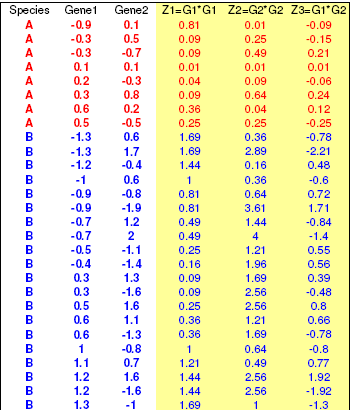 Species Gene1 Gene2 Z1=G1*G1 Z2=G2*G2 Z3=G1*G2
A -0.9 0.1 0.81 0.01 -0.09
A -0.3 0.5 0.09 0.25 -0.15
A -0.3 -0.7 0.09 0.49 0.21
A 0.1 0.1 0.01 0.01 0.01
A 0.2 -0.3 0.04 0.09 -0.06
A 0.3 0.8 0.09 0.64 0.24
A 0.6 0.2 0.36 0.04 0.12
A 0.5 -0.5 0.25 0.25 -0.25
B -1.3 0.6 1.69 0.36 -0.78
B -1.3 1.7 1.69 2.89 -2.21
B -1.2 -0.4 1.44 0.16 0.48
B -1 0.6 1 0.36 -0.6
B -0.9 -0.8 0.81 0.64 0.72
B -0.9 -1.9 0.81 3.61 1.71
B -0.7 1.2 0.49 1.44 -0.84
B -0.7 2 0.49 4 -1.4
B -0.5 -1.1 0.25 1.21 0.55
B -0.4 -1.4 0.16 1.96 0.56
B 0.3 1.3 0.09 1.69 0.39
B 0.3 -1.6 0.09 2.56 -0.48
B 0.5 1.6 0.25 2.56 0.8
B 0.6 1.1 0.36 1.21 0.66
B 0.6 -1.3 0.36 1.69 -0.78
B 1 -0.8 1 0.64 -0.8
B 1.1 0.7 1.21 0.49 0.77
B 1.2 1.6 1.44 2.56 1.92
B 1.2 -1.6 1.44 2.56 -1.92
B 1.3 -1 1.69 1 -1.3